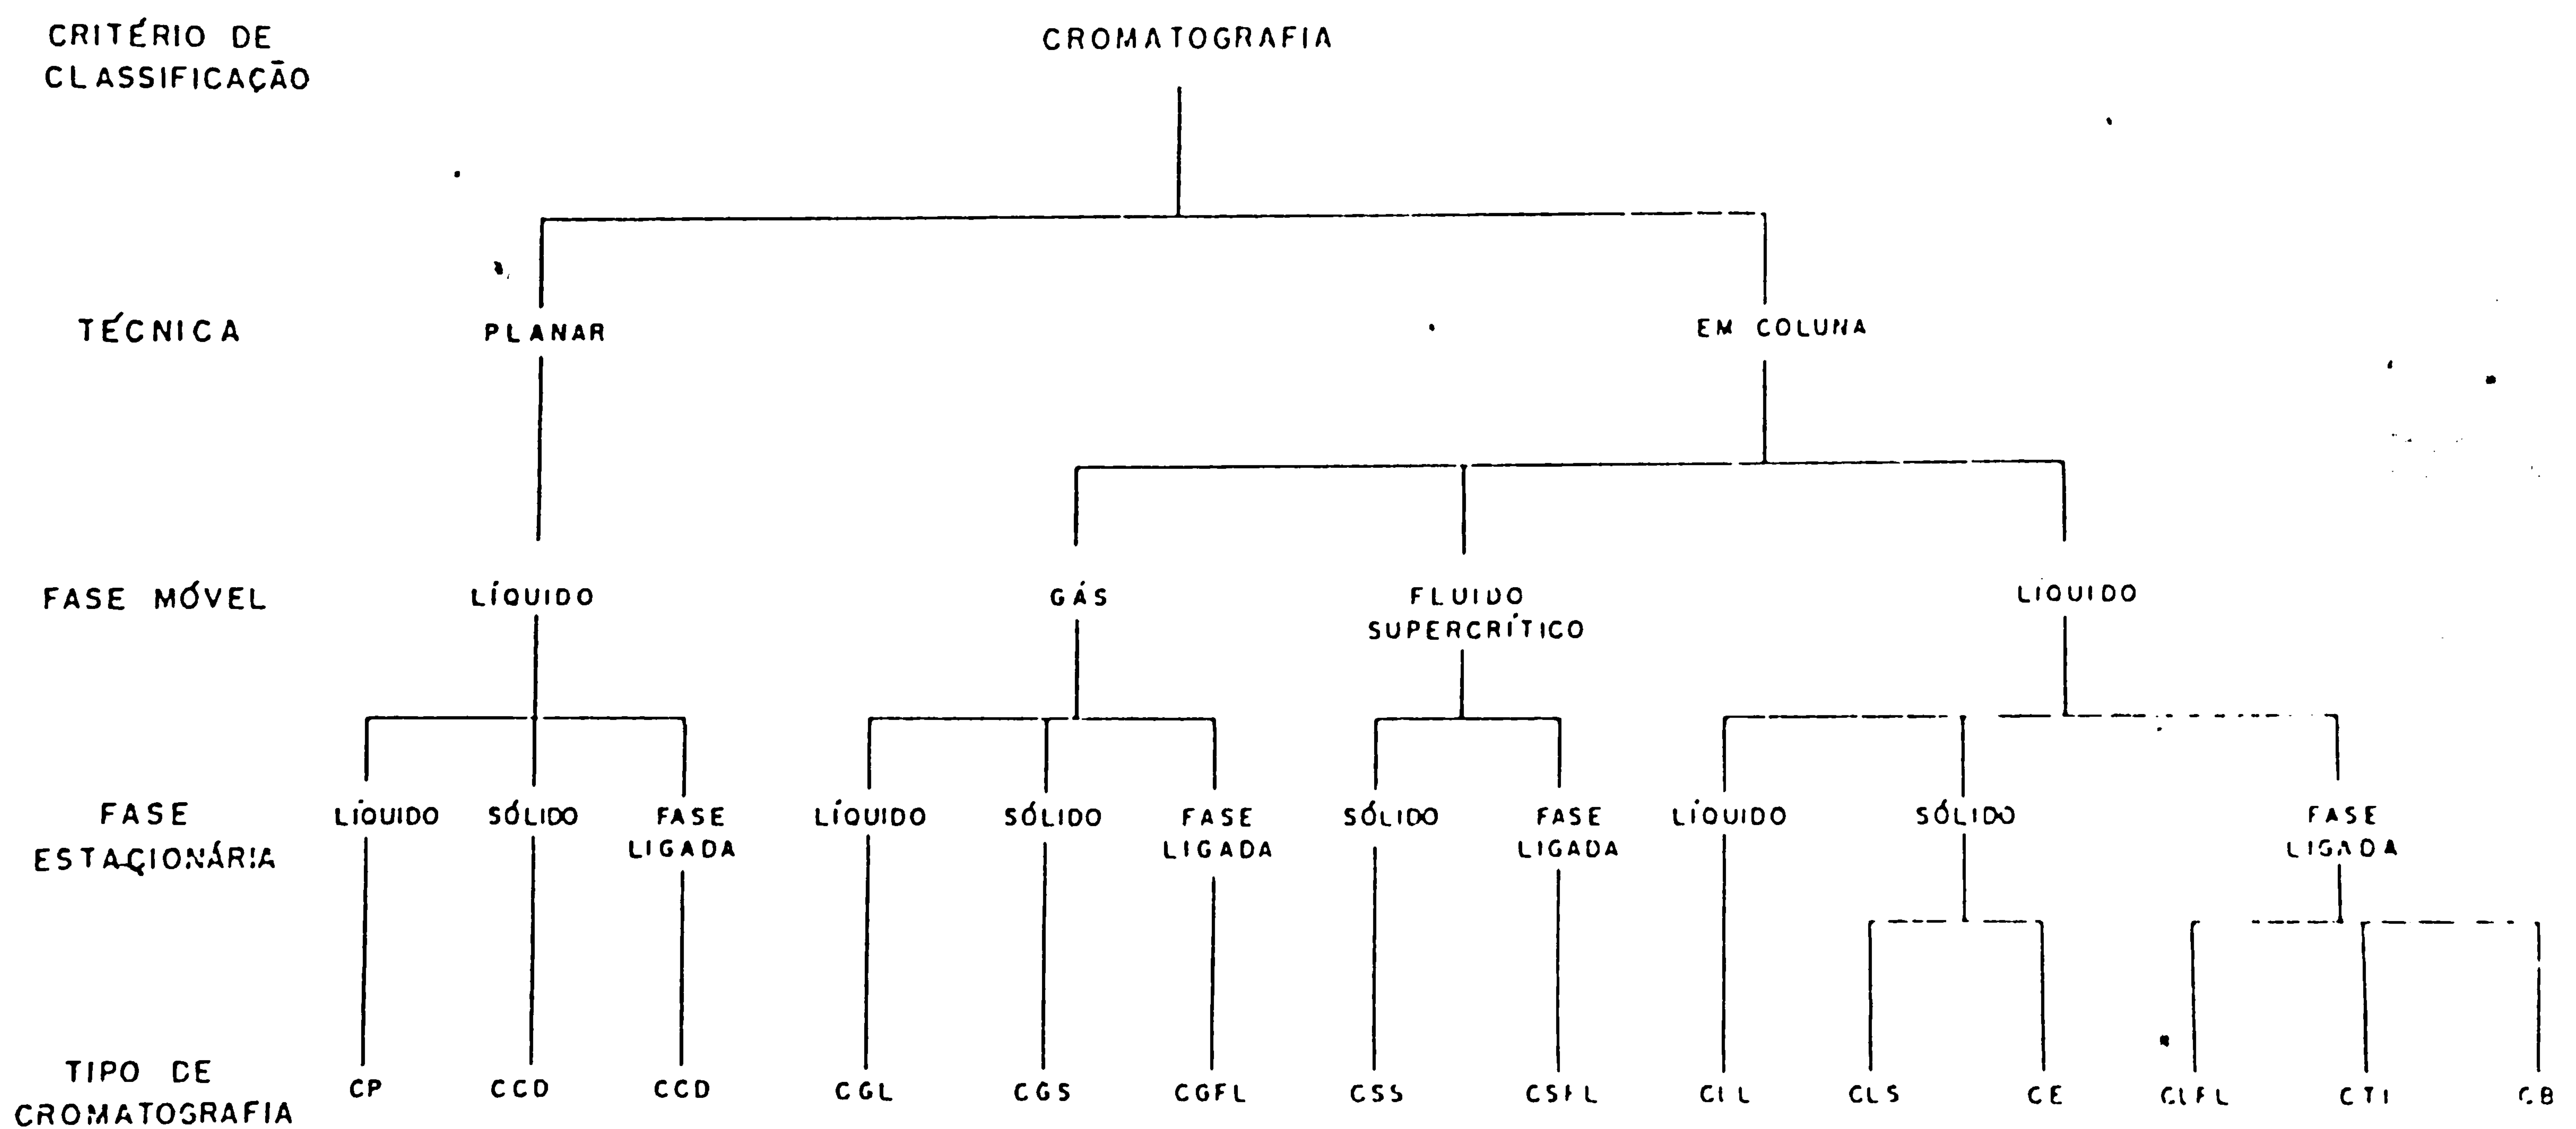 CRITÉRIO DE
CLASSIFICAÇÃO
CROMATOGRAFIA
TÉCNICA
PLANAR
EM COLUNA
FASE MÓVEL
LÍQUIDO
GÁS
FLUIDO
SUPERCRÍTICO
LIQUIDO
FASE
ESTACIONÁRIA
LÍQUIDO
SÓLIDO
FASE
LIGADA
LÍQUIDO
SÓLIDO
FASE
LIGADA
SÓLIDO
FASE
LIGADA
LÍQUIDO
SÓLIDO
FASE
LIGADA
TIPO DE
CROMATOGRAFIA
CP
CCD
CCD
CGL
CGS
CGFL
CSS
CSFL
CLL
CLS
CE
CLFL
CTI
CB